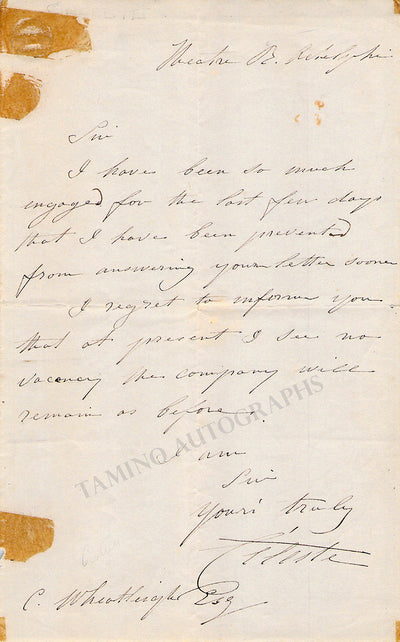 Theatre R. Adelphi
Sir
I have been so much
engaged for the last few days
that I have been prevented
from answering your letter sooner
I regret to inform you
that at present I see no
vacancy the company will
remain as before.
I am
Sir
Your's truly
Céleste
C. Wheatleigh Esq
TAMINO AUTOGRAPHS